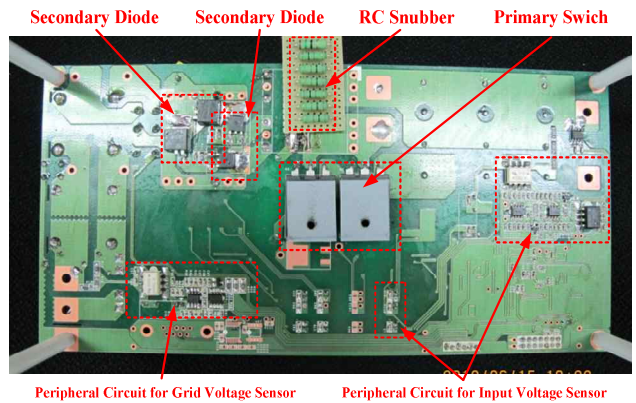 Secondary Diode Secondary Diode RC Snubber Primary Swich
Peripheral Circuit for Grid Voltage Sensor Peripheral Circuit for Input Voltage Sensor